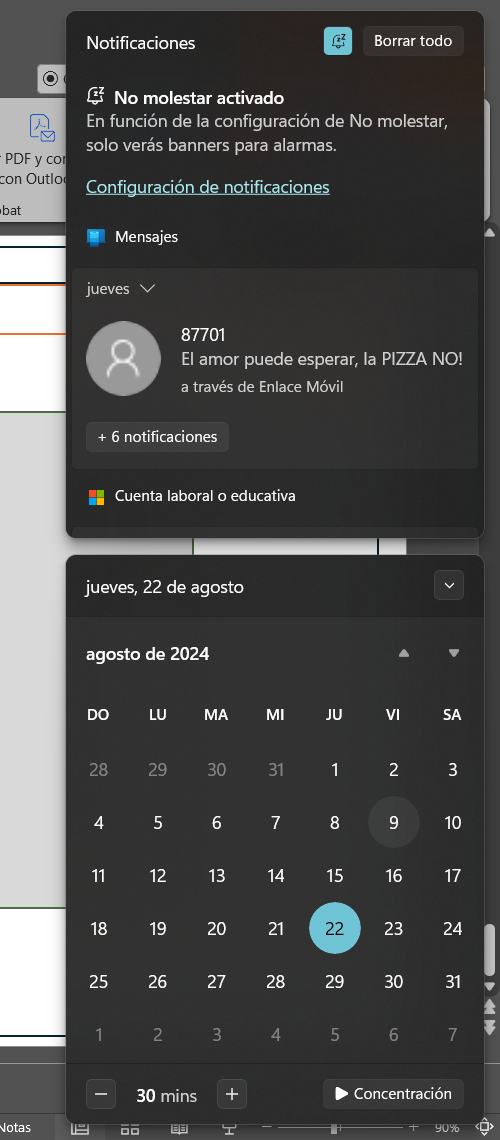 Notificaciones
Borrar todo
No molestar activado
En función de la configuración de No molestar,
solo verás banners para alarmas.
Configuración de notificaciones
Mensajes
jueves
87701
El amor puede esperar, la PIZZA NO!
a través de Enlace Móvil
+ 6 notificaciones
Cuenta laboral o educativa
PDF y
con
obat
jueves, 22 de agosto
agosto de 2024
DO LU MA MI JU VI SA
28 29 30 31 1 2 3
4 5 6 7 8 9 10
11 12 13 14 15 16 17
18 19 20 21 22 23 24
25 26 27 28 29 30 31
1 2 3 4 5 6 7
30 mins
Concentración
Notas
90%